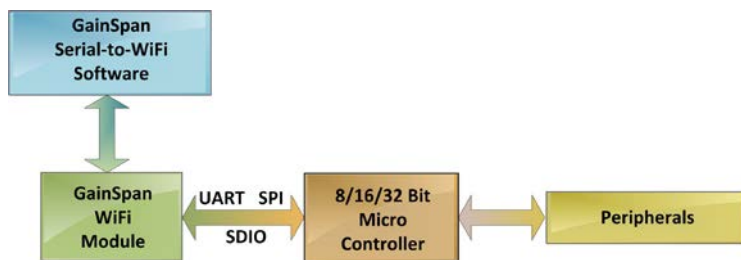 GainSpan
Serial-to-WiFi
Software
GainSpan
WiFi
Module
UART SPI
SDIO
8/16/32 Bit
Micro
Controller
Peripherals